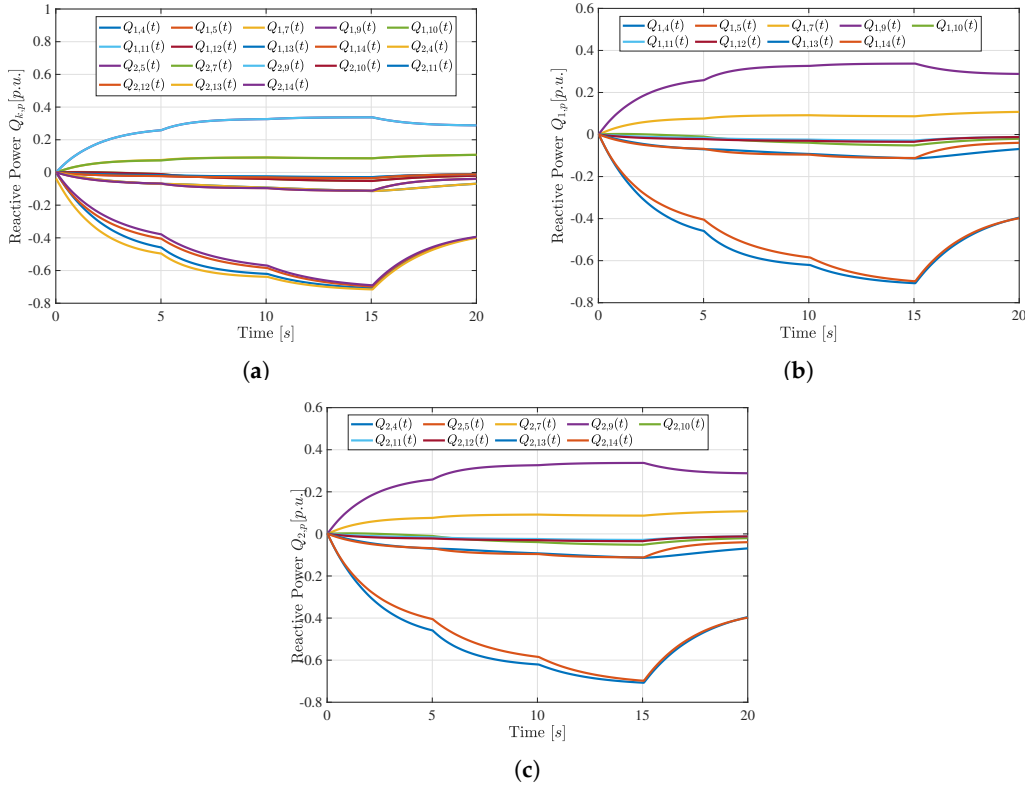 Q1,4(t) Q1,5(t) Q1,7(t) Q1,9(t) Q1,10(t)
Q1,11(t) Q1,12(t) Q1,13(t) Q1,14(t) Q2,4(t)
Q2,5(t) Q2,7(t) Q2,9(t) Q2,10(t) Q2,11(t)
Q2,12(t) Q2,13(t) Q2,14(t)
Reactive Power Qk,p[p.u.]
1
0.8
0.6
0.4
0.2
0
-0.2
-0.4
-0.6
-0.8
0 5 10 15 20
Time [s]
(a)
Q1,4(t) Q1,5(t) Q1,7(t) Q1,9(t) Q1,10(t)
Q1,11(t) Q1,12(t) Q1,13(t) Q1,14(t)
Reactive Power Q1,p[p.u.]
0.6
0.4
0.2
0
-0.2
-0.4
-0.6
-0.8
0 5 10 15 20
Time [s]
(b)
Q2,4(t) Q2,5(t) Q2,7(t) Q2,9(t) Q2,10(t)
Q2,11(t) Q2,12(t) Q2,13(t) Q2,14(t)
Reactive Power Q2,p[p.u.]
0.6
0.4
0.2
0
-0.2
-0.4
-0.6
-0.8
0 5 10 15 20
Time [s]
(c)